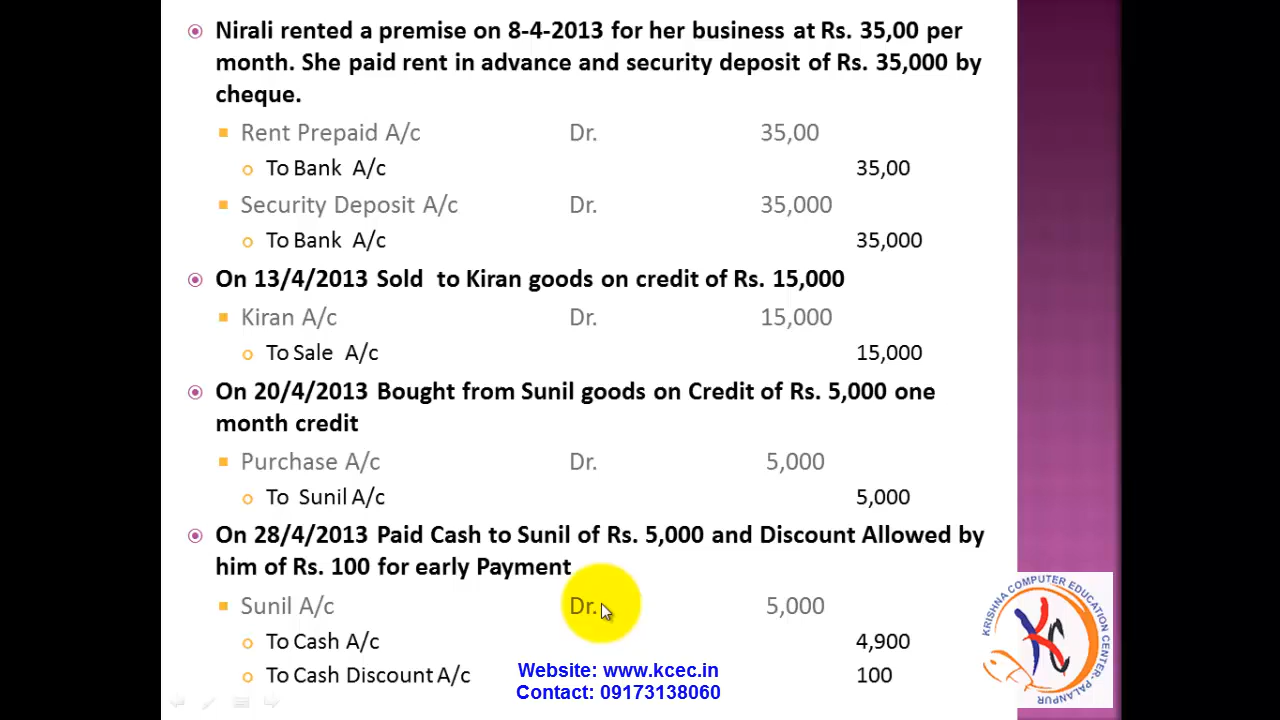 Nirali rented a premise on 8-4-2013 for her business at Rs. 35,00 per
month. She paid rent in advance and security deposit of Rs. 35,000 by
cheque.
Rent Prepaid A/c Dr. 35,00
To Bank A/c 35,00
Security Deposit A/c Dr. 35,000
To Bank A/c 35,000
On 13/4/2013 Sold to Kiran goods on credit of Rs. 15,000
Kiran A/c Dr. 15,000
To Sale A/c 15,000
On 20/4/2013 Bought from Sunil goods on Credit of Rs. 5,000 one
month credit
Purchase A/c Dr. 5,000
To Sunil A/c 5,000
On 28/4/2013 Paid Cash to Sunil of Rs. 5,000 and Discount Allowed by
him of Rs. 100 for early Payment
Sunil A/c Dr. 5,000
To Cash A/c 4,900
To Cash Discount A/c 100
Website: www.kcec.in
Contact: 09173138060
KRISHNA COMPUTER EDUCATION CENTER- PALANPUR
KC